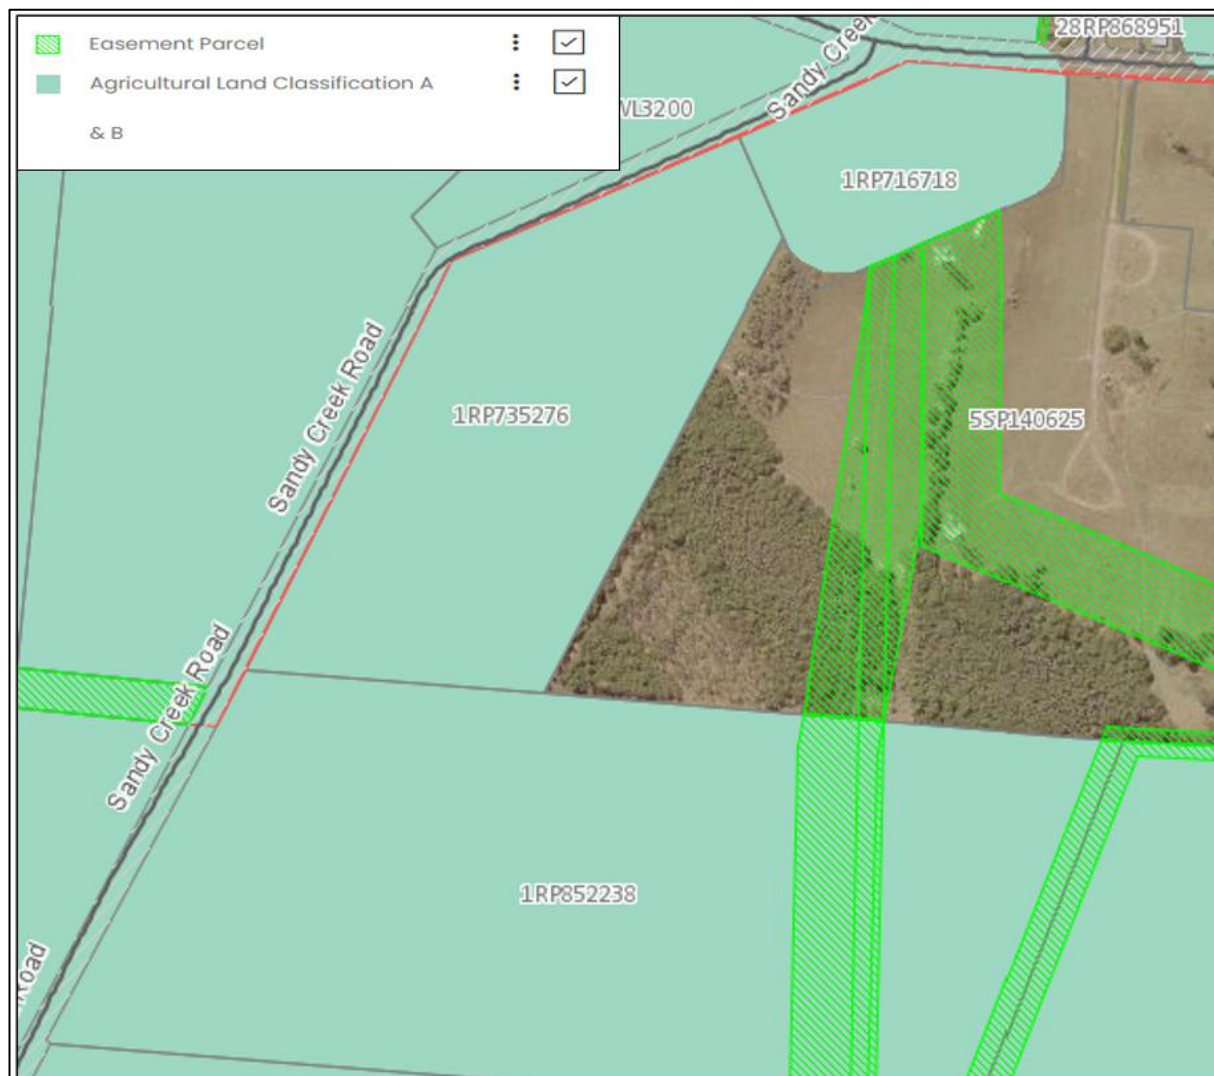 Easement Parcel
Agricultural Land Classification A
& B
28RP868951
Sandy Creek
WL3200
1RP716718
Sandy Creek Road
1RP735276
5SP140625
Sandy Creek Road
1RP852238
Road